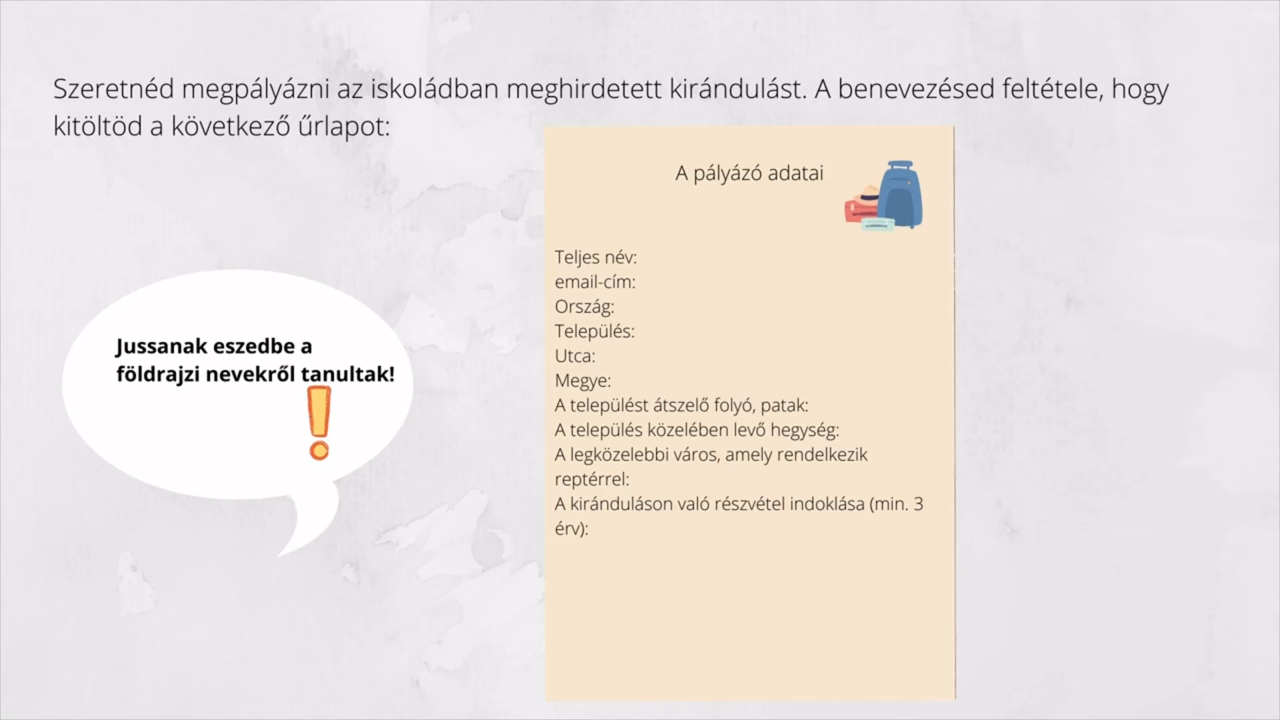 Szeretnéd megpályázni az iskoládban meghirdetett kirándulást. A benevezésed feltétele, hogy
kitöltöd a következő űrlapot:
A pályázó adatai
Jussanak eszedbe a
földrajzi nevekről tanultak!
Teljes név:
email-cím:
Ország:
Település:
Utca:
Megye:
A települést átszelő folyó, patak:
A település közelében levő hegység:
A legközelebbi város, amely rendelkezik
reptérrel:
A kiránduláson való részvétel indoklása (min. 3
érv):